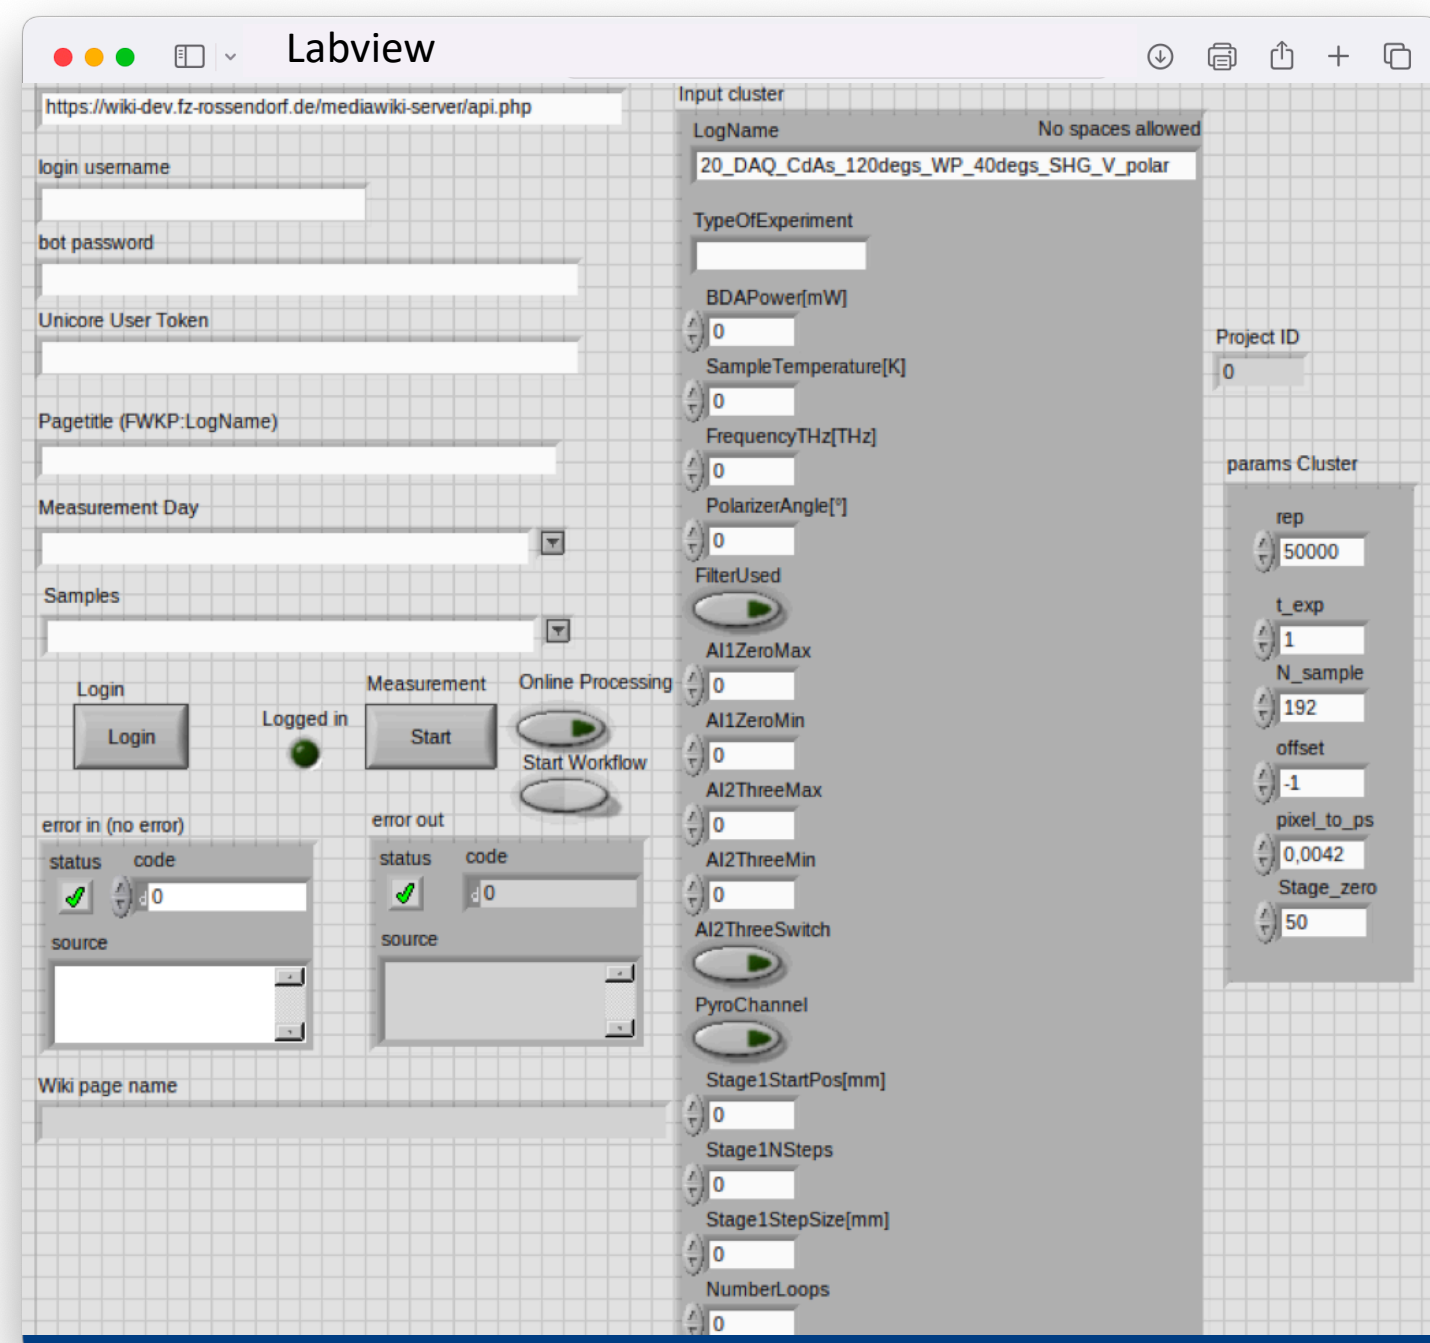 Labview
https://wiki-dev.fz-rossendorf.de/mediawiki-server/api.php
login username
bot password
Unicore User Token
Pagetitle (FWKP:LogName)
Measurement Day
Samples
Login
Login
Logged in
Measurement
Start
Online Processing
Start Workflow
error in (no error)
status code
d 0
source
error out
status code
d 0
source
Wiki page name
Input cluster
LogName No spaces allowed
20_DAQ_CdAs_120degs_WP_40degs_SHG_V_polar
TypeOfExperiment
BDAPower[mW]
0
SampleTemperature[K]
0
FrequencyTHz[THz]
0
PolarizerAngle[°]
0
FilterUsed
AI1ZeroMax
0
AI1ZeroMin
0
AI2ThreeMax
0
AI2ThreeMin
0
AI2ThreeSwitch
PyroChannel
Stage1StartPos[mm]
0
Stage1NSteps
0
Stage1StepSize[mm]
0
NumberLoops
0
Project ID
0
params Cluster
rep
50000
t_exp
1
N_sample
192
offset
-1
pixel_to_ps
0,0042
Stage_zero
50